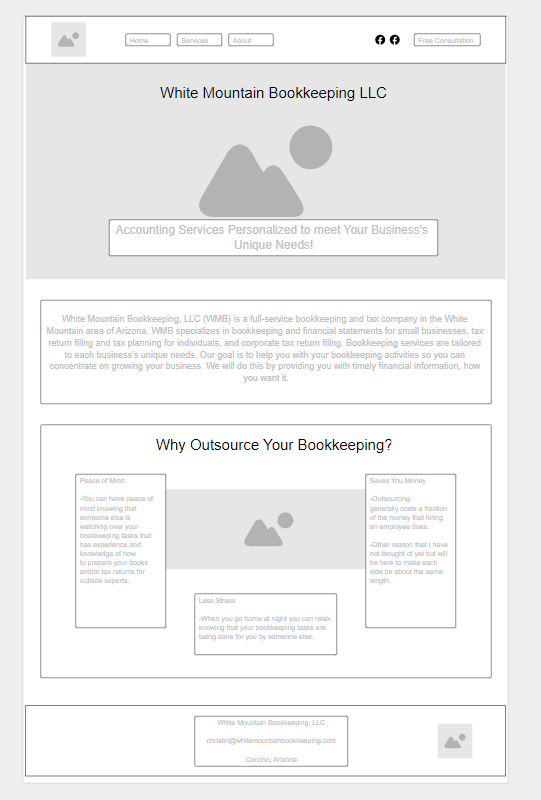 Home
Services
About
Free Consultation
White Mountain Bookkeeping LLC
Accounting Services Personalized to meet Your Business's
Unique Needs!
White Mountain Bookkeeping, LLC (WMB) is a full-service bookkeeping and tax company in the White
Mountain area of Arizona. WMB specializes in bookkeeping and financial statements for small businesses, tax
return filing and tax planning for individuals, and corporate tax return filing. Bookkeeping services are tailored
to each business's unique needs. Our goal is to help you with your bookkeeping activities so you can
concentrate on growing your business. We will do this by providing you with timely financial information, how
you want it.
Why Outsource Your Bookkeeping?
Peace of Mind
-You can have peace of
mind knowing that
someone else is
watching over your
bookkeeping tasks that
has experience and
knowledge of how
to prepare your books
and/or tax returns for
outside experts.
Saves You Money
-Outsourcing
generally costs a fraction
of the money that hiring
an employee does.
-Other reason that I have
not thought of yet but will
be here to make each
side be about the same
length.
Less Stress
-When you go home at night you can relax
knowing that your bookkeeping tasks are
being done for you by someone else.
White Mountain Bookkeeping, LLC
christin@whitemountainbookkeeping.com
Concho, Arizona